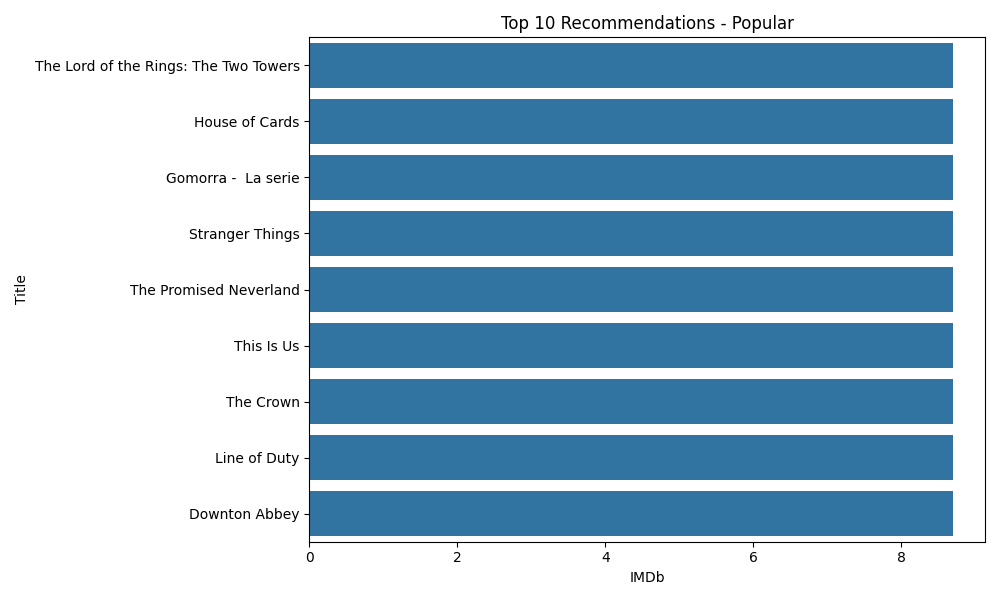 Top 10 Recommendations - Popular
The Lord of the Rings: The Two Towers
House of Cards
Gomorra -  La serie
Stranger Things
The Promised Neverland
This Is Us
The Crown
Line of Duty
Downton Abbey
Title
0 2 4 6 8
IMDb